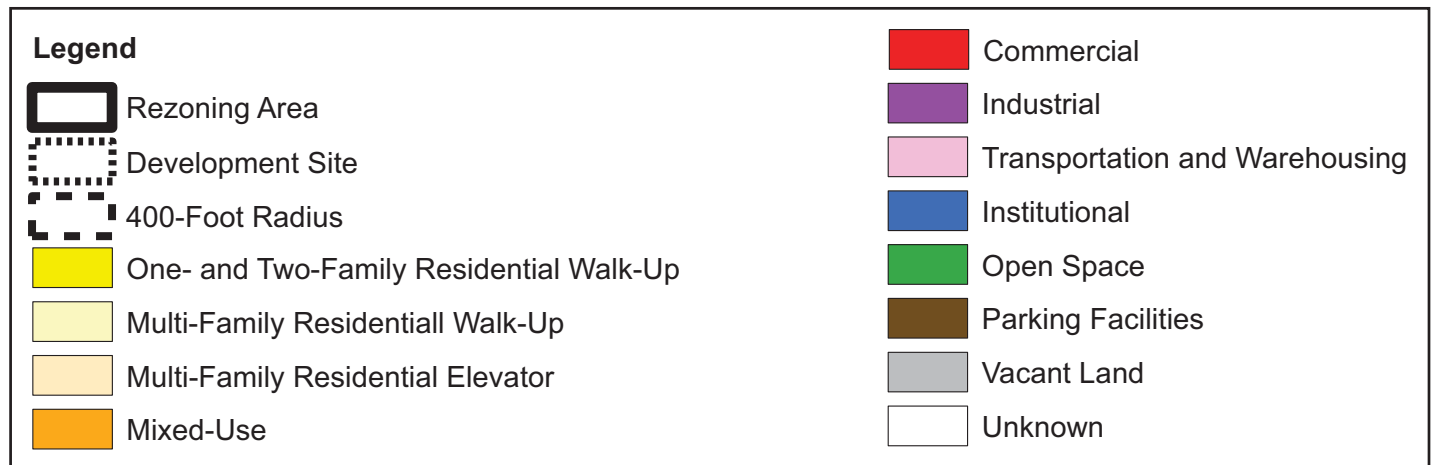 Legend
Rezoning Area
Development Site
400-Foot Radius
One- and Two-Family Residential Walk-Up
Multi-Family Residentiall Walk-Up
Multi-Family Residential Elevator
Mixed-Use
Commercial
Industrial
Transportation and Warehousing
Institutional
Open Space
Parking Facilities
Vacant Land
Unknown